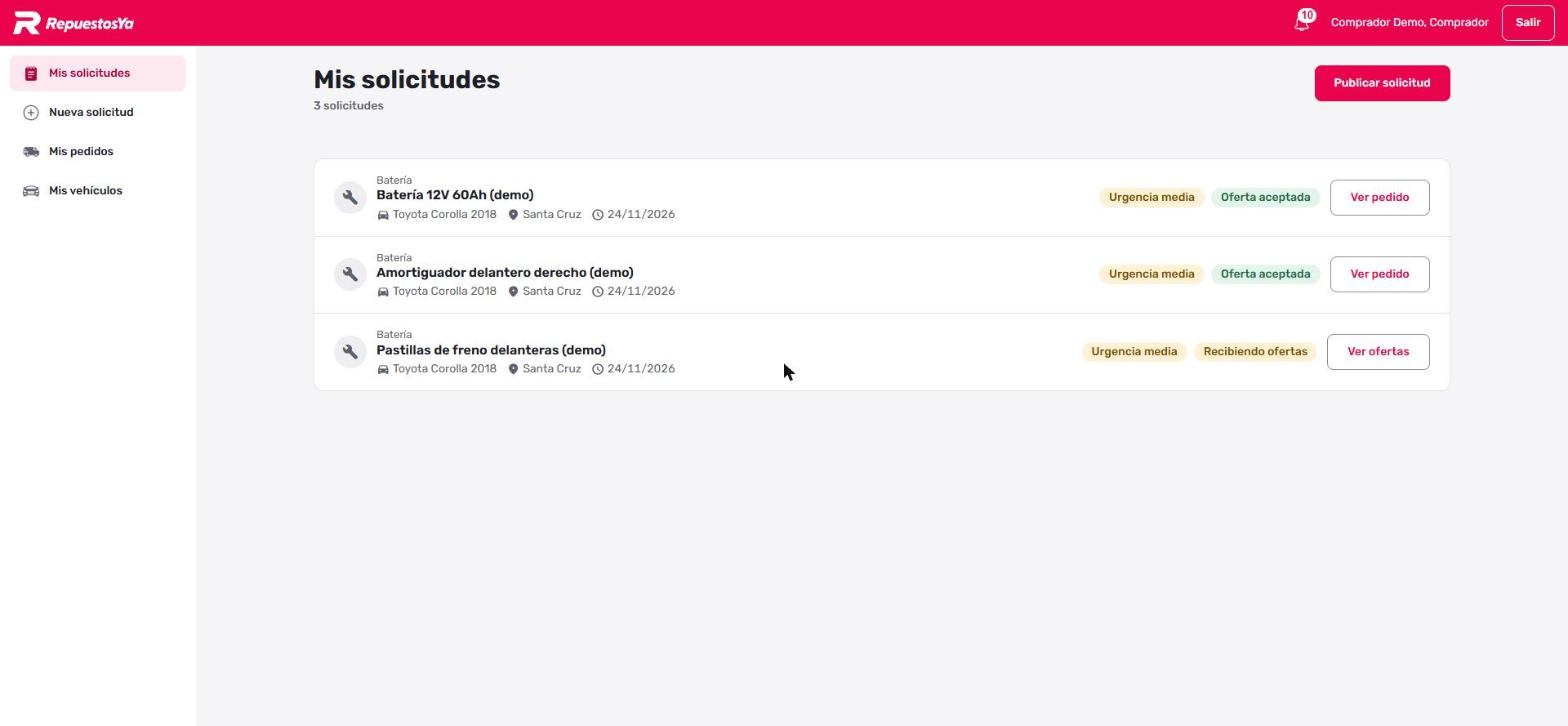 RepuestosYa
10
Comprador Demo, Comprador
Salir
Mis solicitudes
Nueva solicitud
Mis pedidos
Mis vehículos
Mis solicitudes
3 solicitudes
Publicar solicitud
Batería
Batería 12V 60Ah (demo)
Toyota Corolla 2018 Santa Cruz 24/11/2026
Urgencia media Oferta aceptada Ver pedido
Batería
Amortiguador delantero derecho (demo)
Toyota Corolla 2018 Santa Cruz 24/11/2026
Urgencia media Oferta aceptada Ver pedido
Batería
Pastillas de freno delanteras (demo)
Toyota Corolla 2018 Santa Cruz 24/11/2026
Urgencia media Recibiendo ofertas Ver ofertas